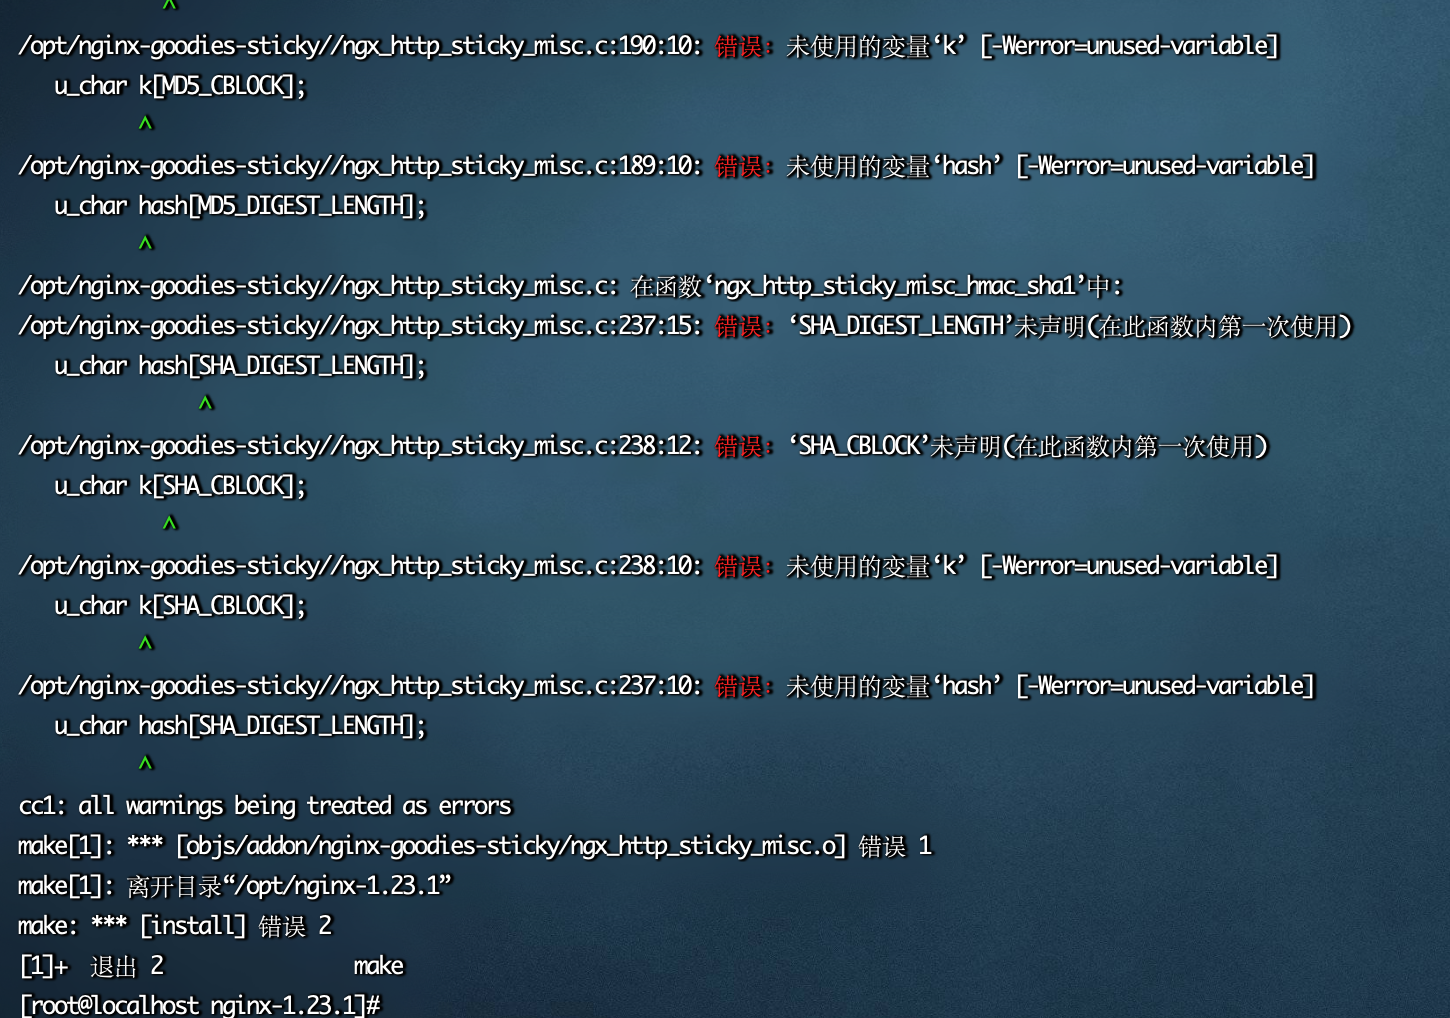 ^
/opt/nginx-goodies-sticky//ngx_http_sticky_misc.c:190:10: 错误: 未使用的变量‘k’ [-Werror=unused-variable]
u_char k[MD5_CBLOCK];
^
/opt/nginx-goodies-sticky//ngx_http_sticky_misc.c:189:10: 错误: 未使用的变量‘hash’ [-Werror=unused-variable]
u_char hash[MD5_DIGEST_LENGTH];
^
/opt/nginx-goodies-sticky//ngx_http_sticky_misc.c: 在函数‘ngx_http_sticky_misc_hmac_sha1’中:
/opt/nginx-goodies-sticky//ngx_http_sticky_misc.c:237:15: 错误: ‘SHA_DIGEST_LENGTH’未声明(在此函数内第一次使用)
u_char hash[SHA_DIGEST_LENGTH];
^
/opt/nginx-goodies-sticky//ngx_http_sticky_misc.c:238:12: 错误: ‘SHA_CBLOCK’未声明(在此函数内第一次使用)
u_char k[SHA_CBLOCK];
^
/opt/nginx-goodies-sticky//ngx_http_sticky_misc.c:238:10: 错误: 未使用的变量‘k’ [-Werror=unused-variable]
u_char k[SHA_CBLOCK];
^
/opt/nginx-goodies-sticky//ngx_http_sticky_misc.c:237:10: 错误: 未使用的变量‘hash’ [-Werror=unused-variable]
u_char hash[SHA_DIGEST_LENGTH];
^
cc1: all warnings being treated as errors
make[1]: *** [objs/addon/nginx-goodies-sticky/ngx_http_sticky_misc.o] 错误 1
make[1]: 离开目录“/opt/nginx-1.23.1”
make: *** [install] 错误 2
[1]+ 退出 2 make
[root@localhost nginx-1.23.1]#